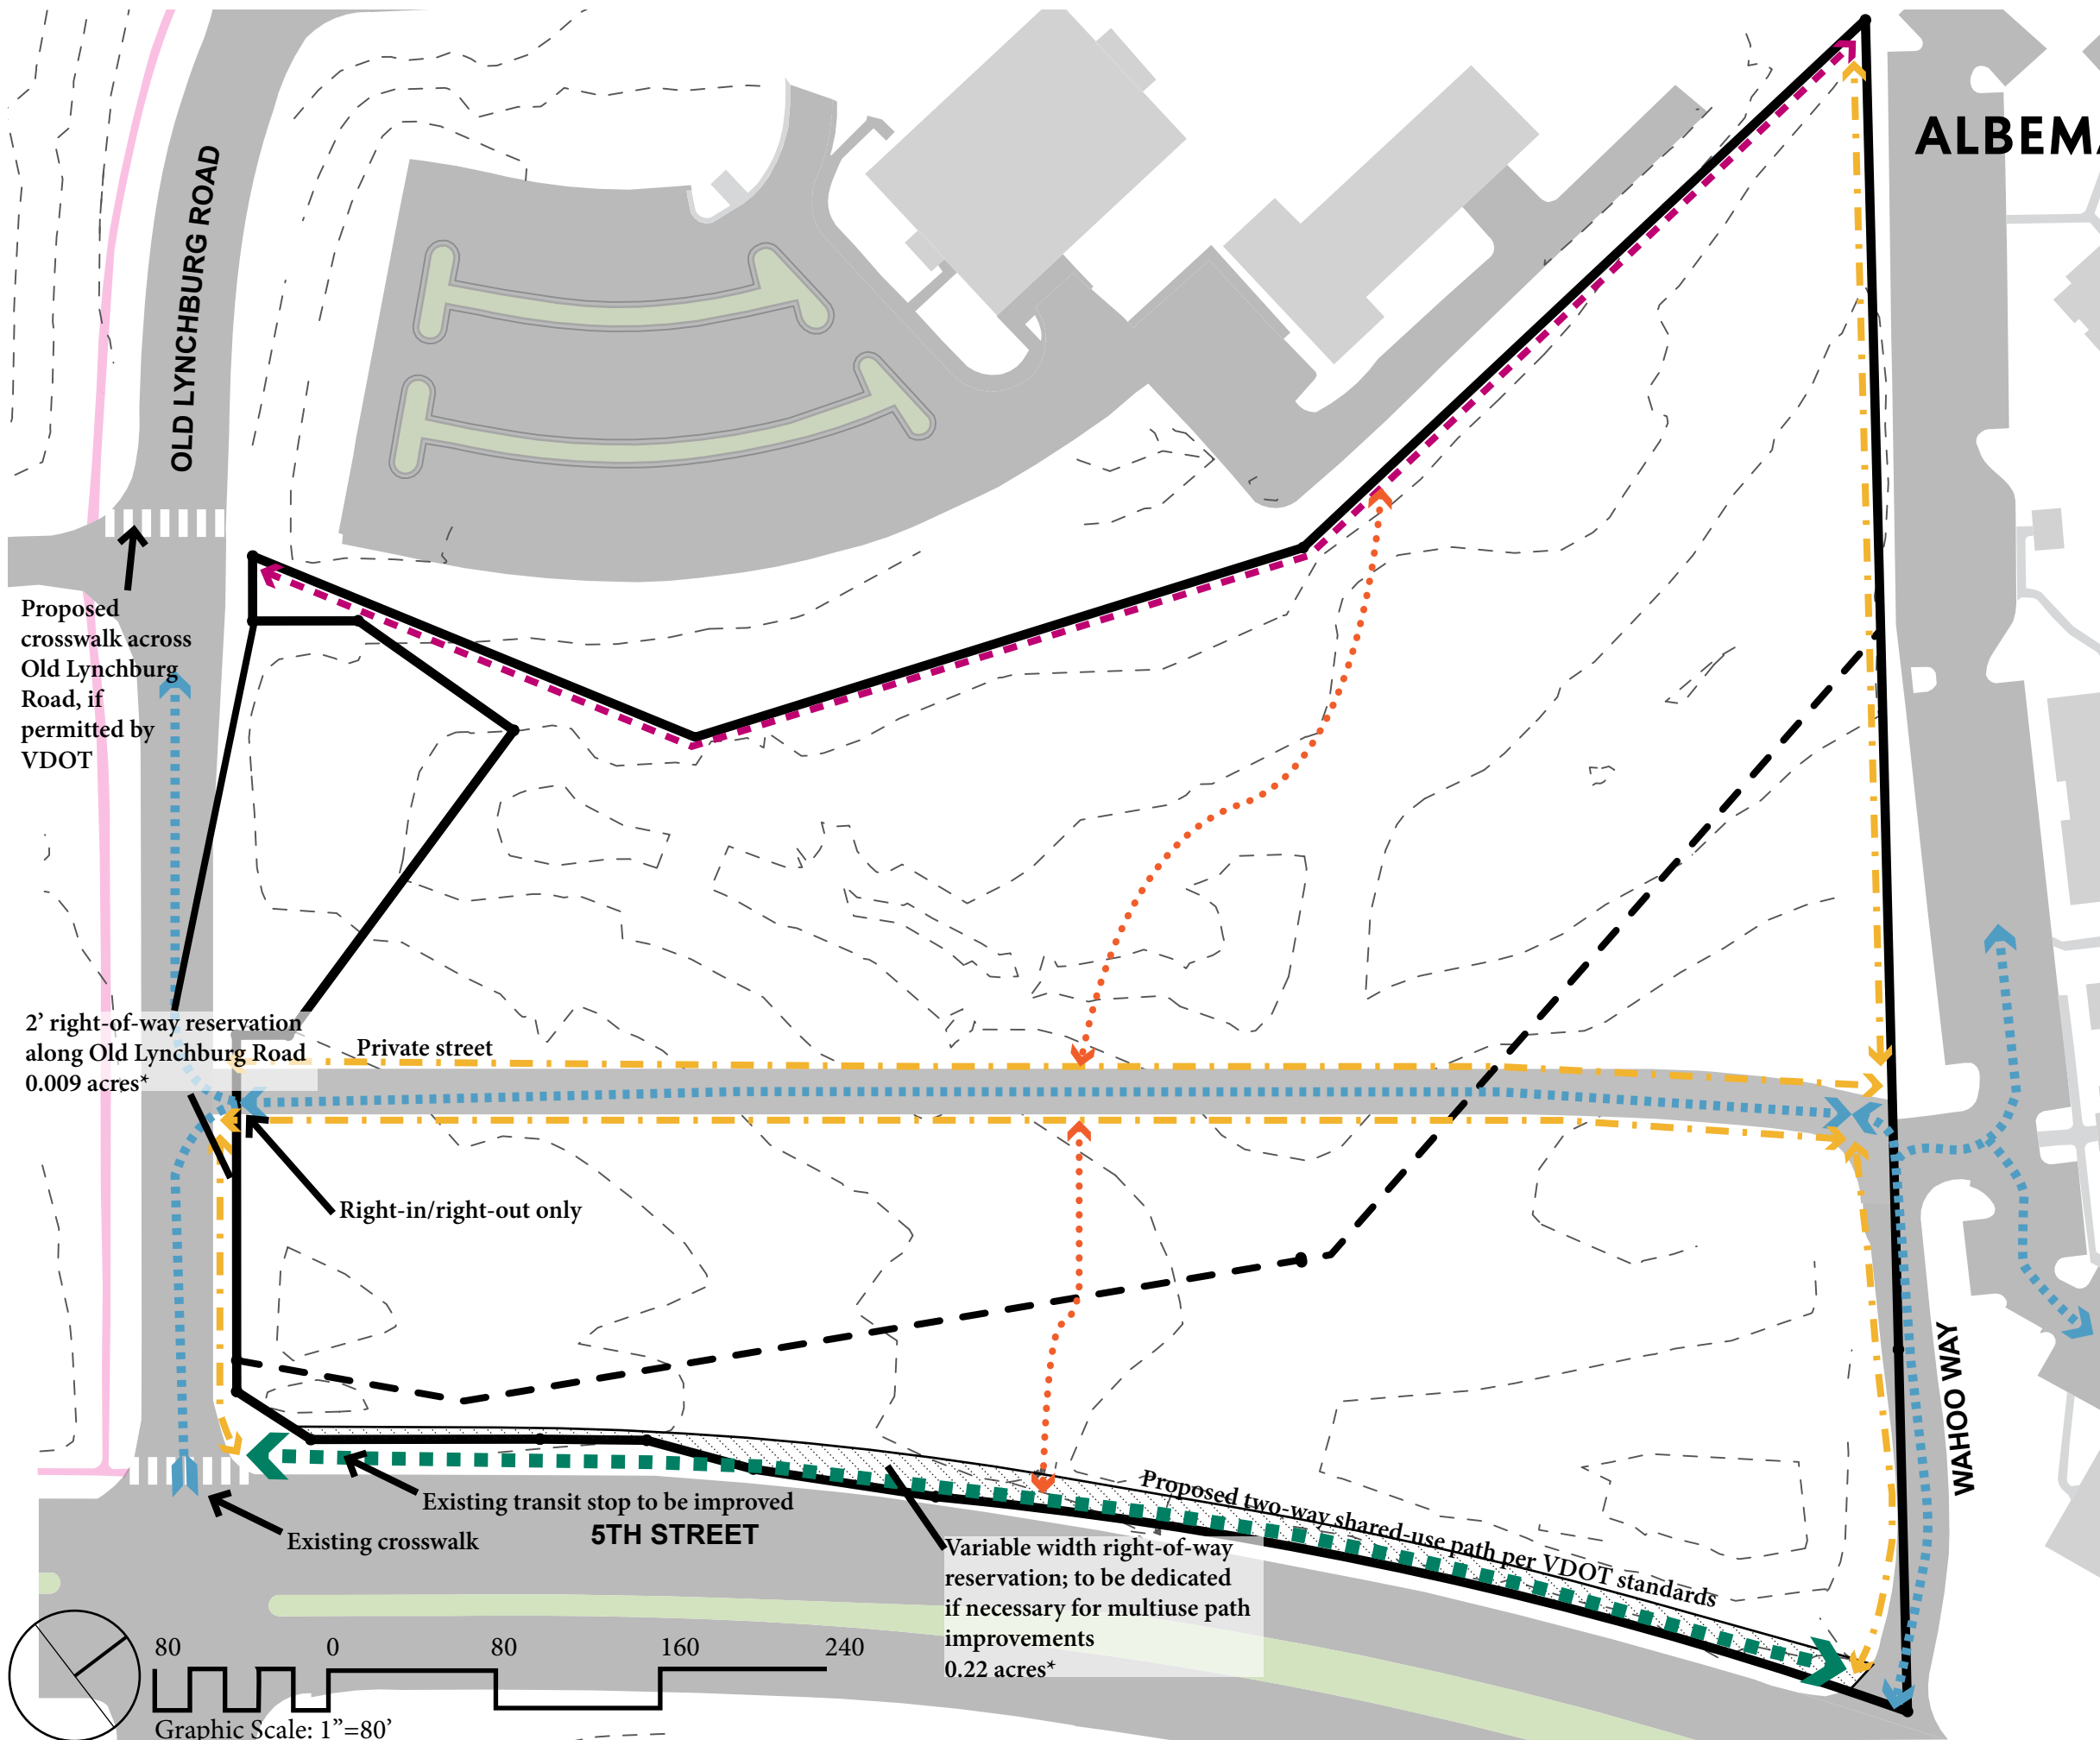 ALBEMA
OLD LYNCHBURG ROAD
Proposed
crosswalk across
Old Lynchburg
Road, if
permitted by
VDOT
2’ right-of-way reservation
along Old Lynchburg Road
0.009 acres*
Private street
Right-in/right-out only
WAHOO WAY
Existing transit stop to be improved
Existing crosswalk
5TH STREET
Proposed two-way shared-use path per VDOT standards
Variable width right-of-way
reservation; to be dedicated
if necessary for multiuse path
improvements
0.22 acres*
80 0 80 160 240
Graphic Scale: 1”=80’